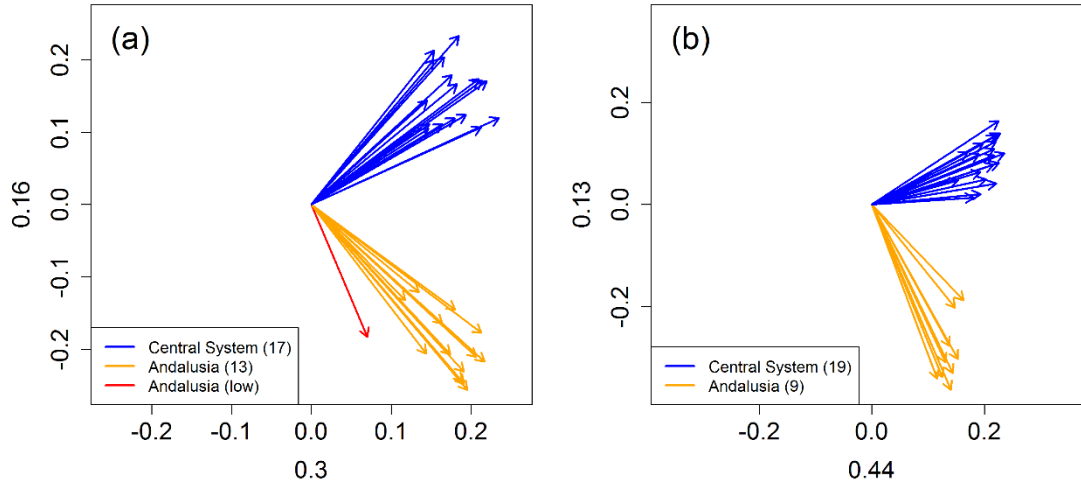 (a)
0.2
0.1
0.0
-0.1
-0.2
0.16
Central System (17)
Andalusia (13)
Andalusia (low)
-0.2 -0.1 0.0 0.1 0.2
0.3
(b)
0.2
0.0
-0.2
0.13
Central System (19)
Andalusia (9)
-0.2 0.0 0.2
0.44